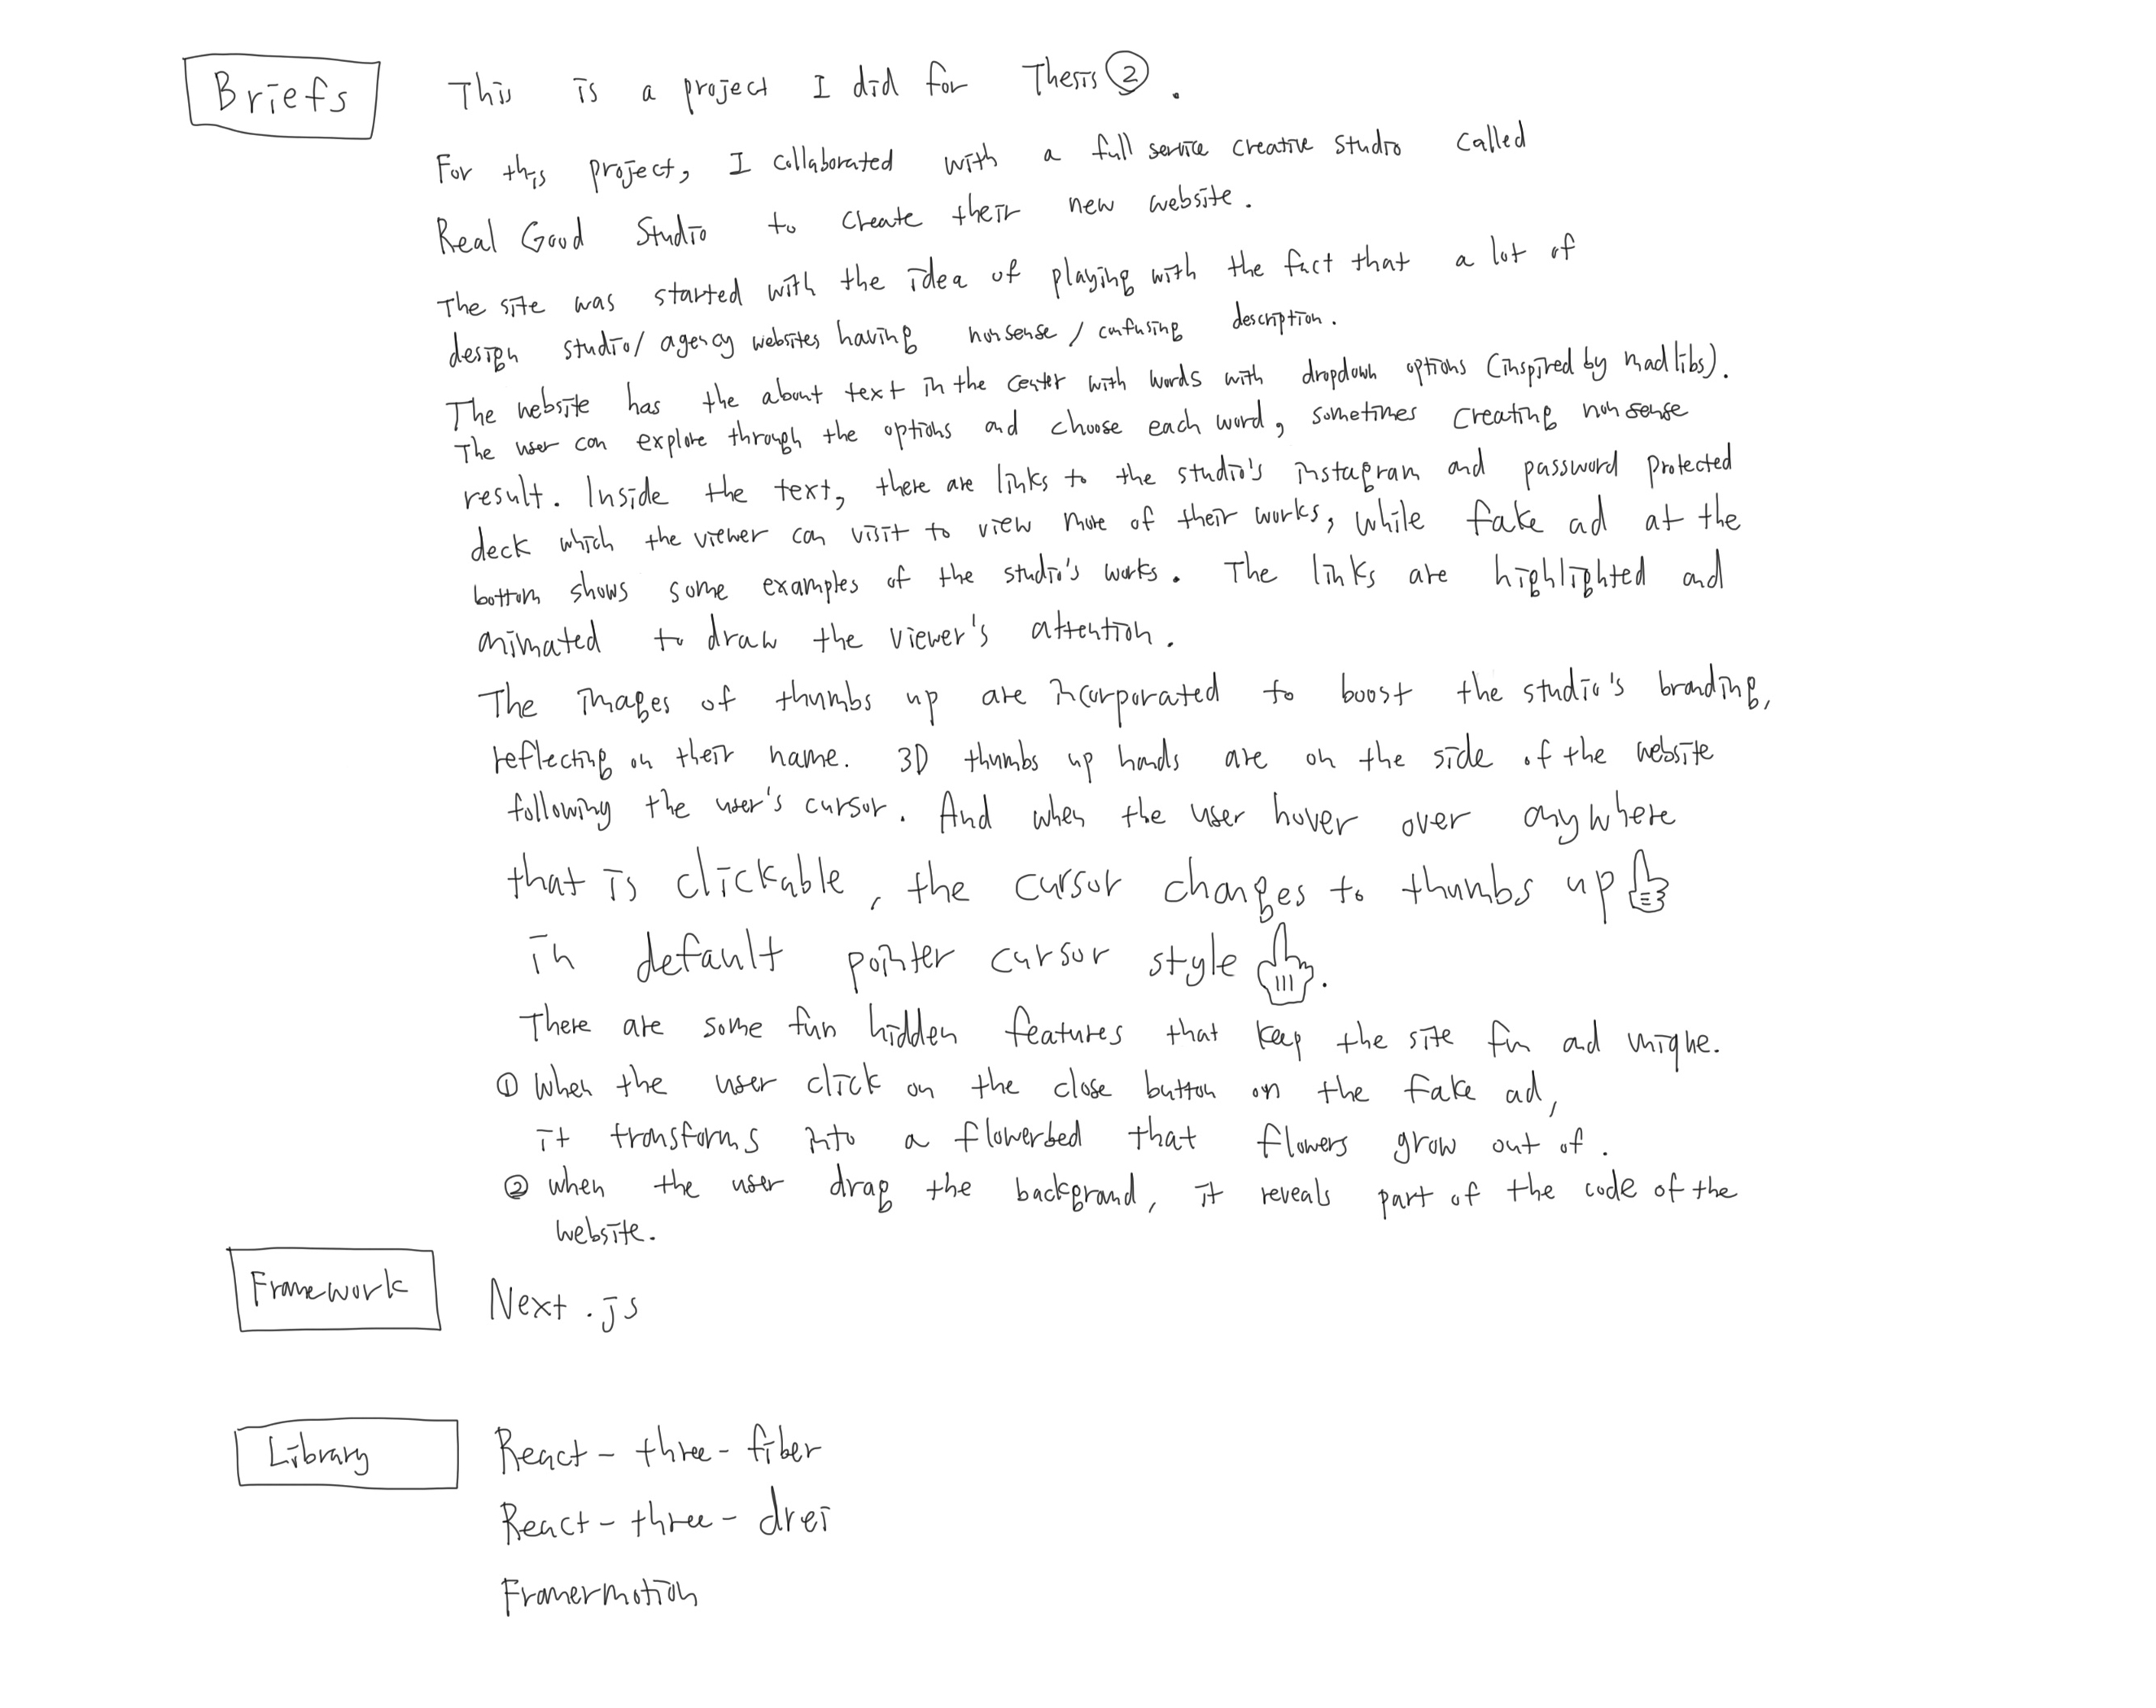 Briefs This is a project I did for Thesis ②.
For this project, I collaborated with a full service creative studio called
Real Good Studio to create their new website.
The site was started with the idea of playing with the fact that a lot of
design studio/ agency websites having nonsense / confusing description.
The website has the about text in the center with words with dropdown options (inspired by madlibs).
The user can explore through the options and choose each word, sometimes creating nonsense
result. Inside the text, there are links to the studio's instagram and password protected
deck which the viewer can visit to view more of their works, while fake ad at the
bottom shows some examples of the studio's works. The links are highlighted and
animated to draw the viewer's attention.
The images of thumbs up are incorporated to boost the studio's branding,
reflecting on their name. 3D thumbs up hands are on the side of the website
following the user's cursor. And when the user hover over anywhere
that is clickable, the cursor changes to thumbs up
in default pointer cursor style.
There are some fun hidden features that keep the site fun ad unique.
① When the user click on the close button on the fake ad,
it transforms into a flowerbed that flowers grow out of.
② when the user drag the backgrand, it reveals part of the code of the
website.
Framework Next.js
Library React-three-fiber
React-three-drei
Framermotion